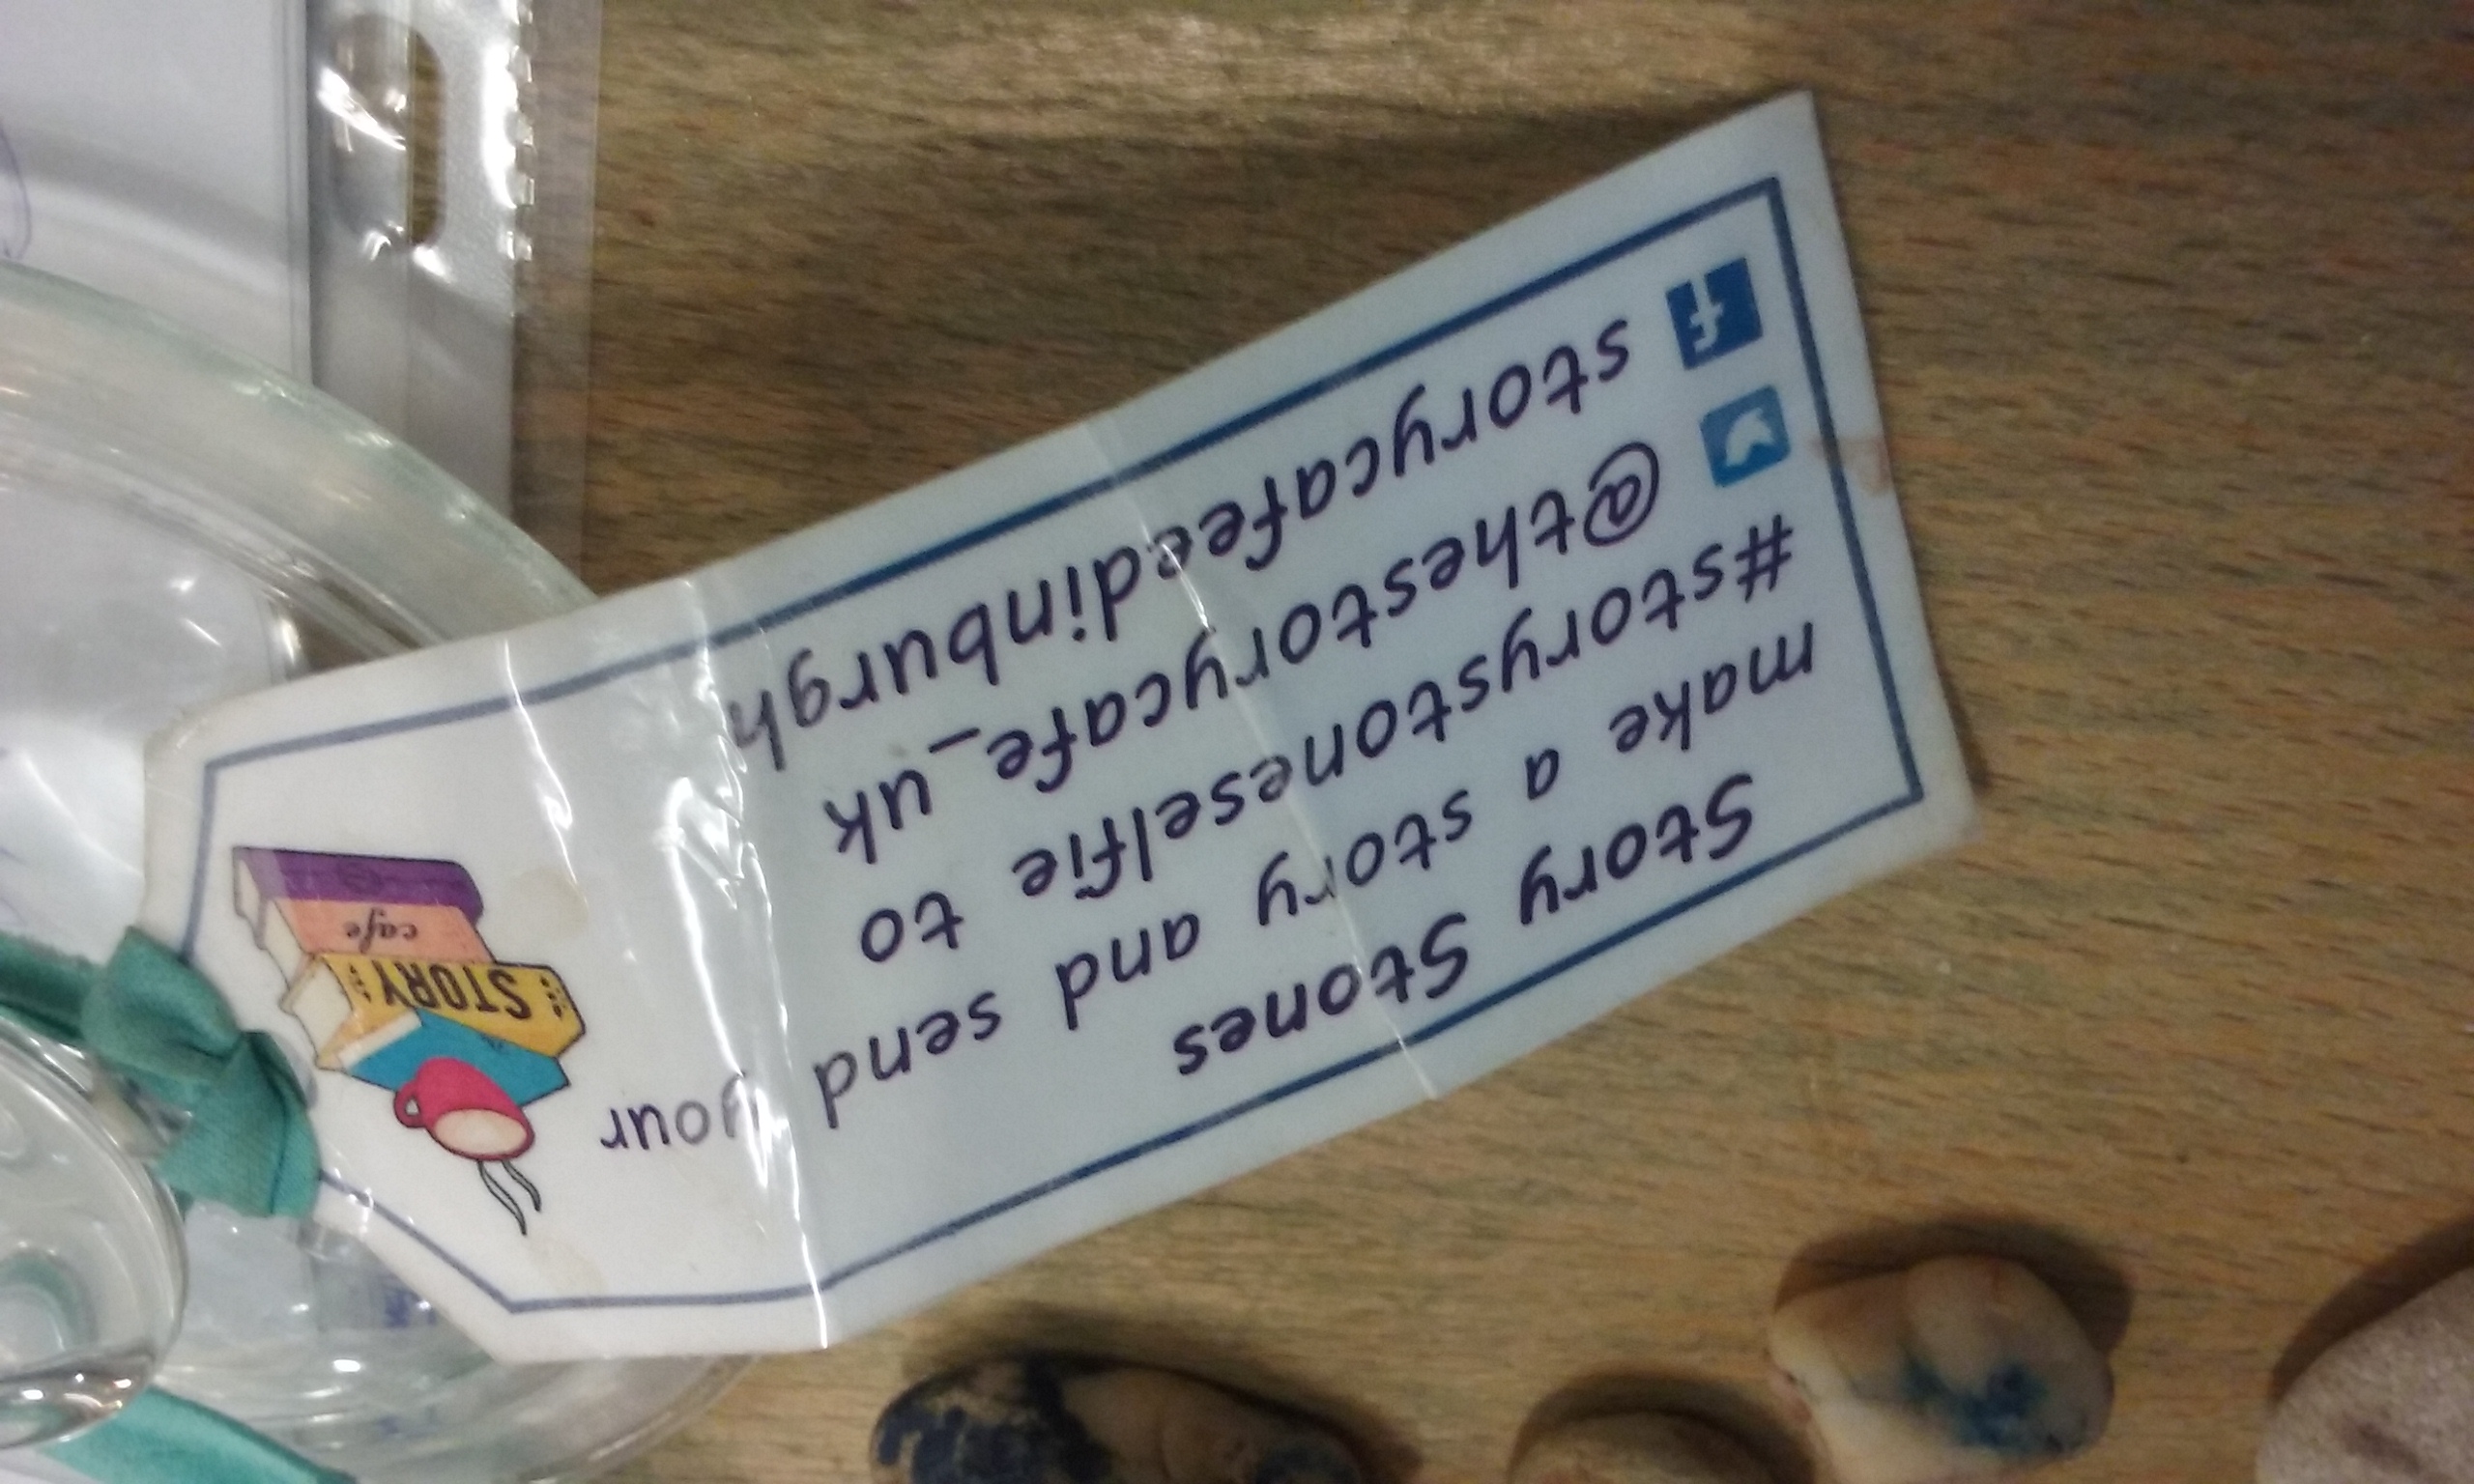 Story Stones
make a story and send your
#storystoneselfie to
@thestorycafe_uk
storycafeedinburgh
STORY
cafe